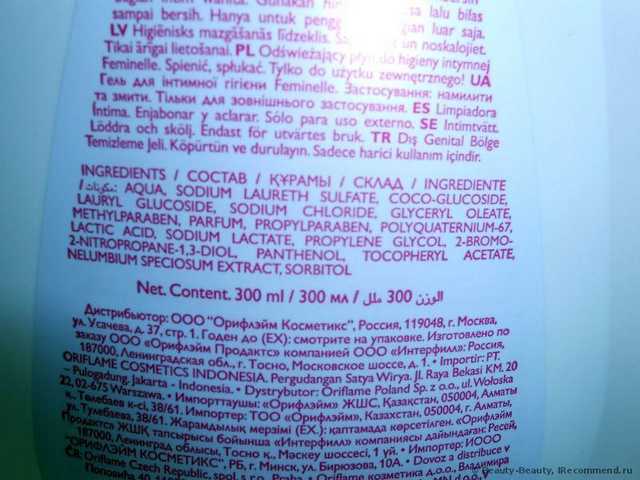 sampai bersih. Hanya untuk
LV Higiēnisks mazgāšanās līdzeklis. un noskalojiet.
Tikai ārīgai lietošanai. PL Odświeżający płyn do higieny intymnej
Feminelle. Spienić, spłukać. Tylko do użytku zewnętrznego! UA
Гель для інтимної гігієни Feminelle. Застосування: намилити
та змити. Тільки для зовнішнього застосування. ES Limpiadora
Íntima. Enjabonar y aclarar. Sólo para uso externo. SE Intimtvätt.
Löddra och skölj. Endast för utvärtes bruk. TR Dış Genital Bölge
Temizleme Jeli. Köpürtün ve durulayın. Sadece harici kullanım içindir.
INGREDIENTS / СОСТАВ / ҚҰРАМЫ / СКЛАД / INGREDIENTE
/ مكونات: AQUA, SODIUM LAURETH SULFATE, COCO-GLUCOSIDE,
LAURYL GLUCOSIDE, SODIUM CHLORIDE, GLYCERYL OLEATE,
METHYLPARABEN, PARFUM, PROPYLPARABEN, POLYQUATERNIUM-67,
LACTIC ACID, SODIUM LACTATE, PROPYLENE GLYCOL, 2-BROMO-
2-NITROPROPANE-1,3-DIOL, PANTHENOL, TOCOPHERYL ACETATE,
NELUMBIUM SPECIOSUM EXTRACT, SORBITOL
Net. Content. 300 ml / 300 мл / الوزن 300 ملل
Дистрибьютор: ООО "Орифлэйм Косметикс", Россия, 119048, г. Москва,
ул. Усачева, д. 37, стр. 1. Годен до (EX): смотрите на упаковке. Изготовлено по
заказу ООО «Орифлэйм Продактс» компанией ООО «Интерфилл»: Россия,
187000, Ленинградская обл., г. Тосно, Московское шоссе, д. 1. • Importir: PT.
ORIFLAME COSMETICS INDONESIA. Pergudangan Satya Wirya. Jl. Raya Bekasi KM. 20
– Pulogadung. Jakarta - Indonesia. • Dystrybutor: Oriflame Poland Sp. z o.o., ul. Wołoska
22, 02-675 Warszawa. • Импорттаушы: «Орифлэйм» ЖШС, Қазақстан, 050004, Алматы
қ., Төлебаев к-сі, 38/61. Импортер: ТОО «Орифлэйм», Казахстан, 050004, г. Алматы,
ул. Тулебаева, 38/61. Жарамдылық мерзімі (EX.): қаптамада көрсетілген. «Орифлэйм
Продактс» ЖШҚ тапсырысы бойынша «Интерфилл» компаниясы дайындаған: Ресей,
187000, Ленинград облысы, Тосно қ., Мәскеу шоссесі, 1 үй. • Импортер: ИООО
"ОРИФЛЭЙМ КОСМЕТИКС", РБ, г. Минск, ул. Бирюзова, 10А. • Dovoz a distribuce v
ČR: Oriflame Czech Republic, spol. s r.o., Praha
Beauty-Beauty, IRecommend.ru